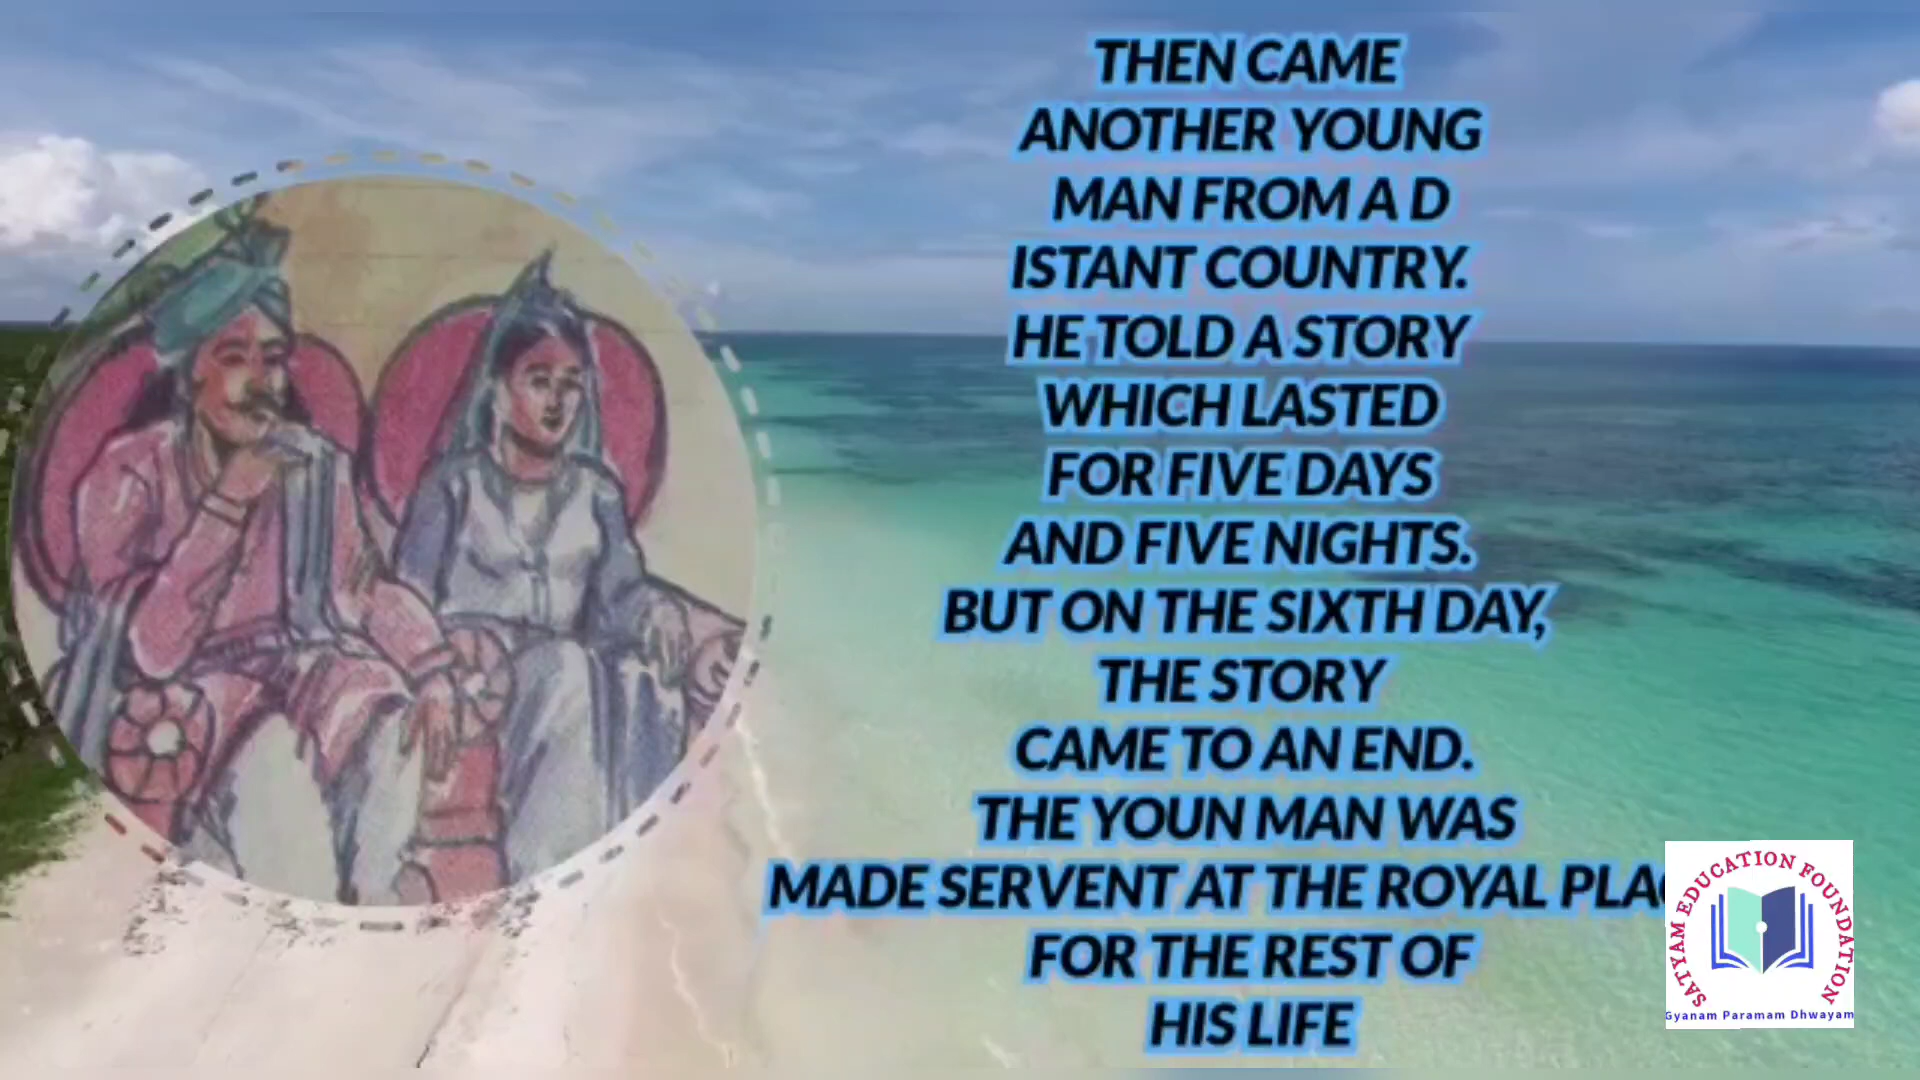 THEN CAME
ANOTHER YOUNG
MAN FROM A D
ISTANT COUNTRY.
HE TOLD A STORY
WHICH LASTED
FOR FIVE DAYS
AND FIVE NIGHTS.
BUT ON THE SIXTH DAY,
THE STORY
CAME TO AN END.
THE YOUN MAN WAS
MADE SERVENT AT THE ROYAL
FOR THE REST OF
HIS LIFE
SATYAM EDUCATION FOUNDATION
Gyanam Paramam Dhwayam